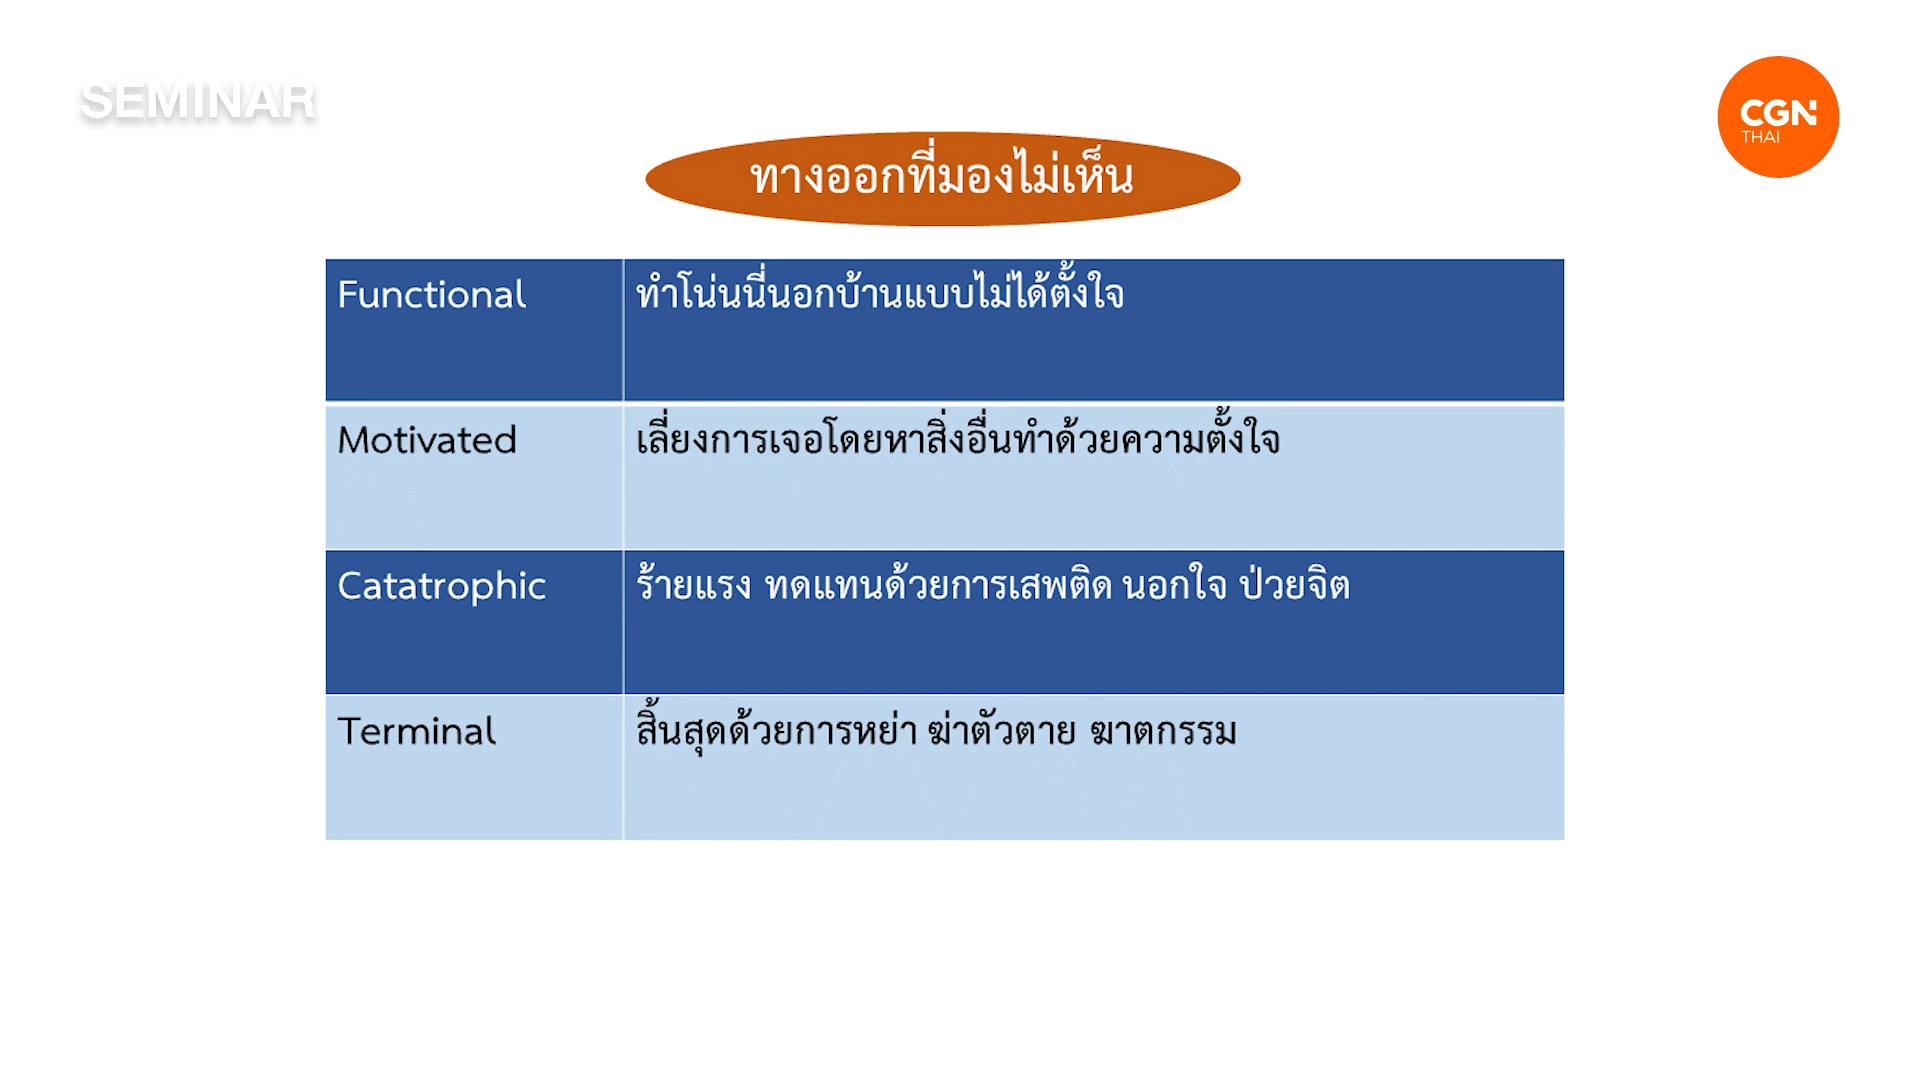 SEMINAR
CGN
THAI
ทางออกที่มองไม่เห็น
Functional
ทำโน่นนี่นอกบ้านแบบไม่ได้ตั้งใจ
Motivated
เลี่ยงการเจอโดยหาสิ่งอื่นทำด้วยความตั้งใจ
Catatrophic
ร้ายแรง ทดแทนด้วยการเสพติด นอกใจ ป่วยจิต
Terminal
สิ้นสุดด้วยการหย่า ฆ่าตัวตาย ฆาตกรรม